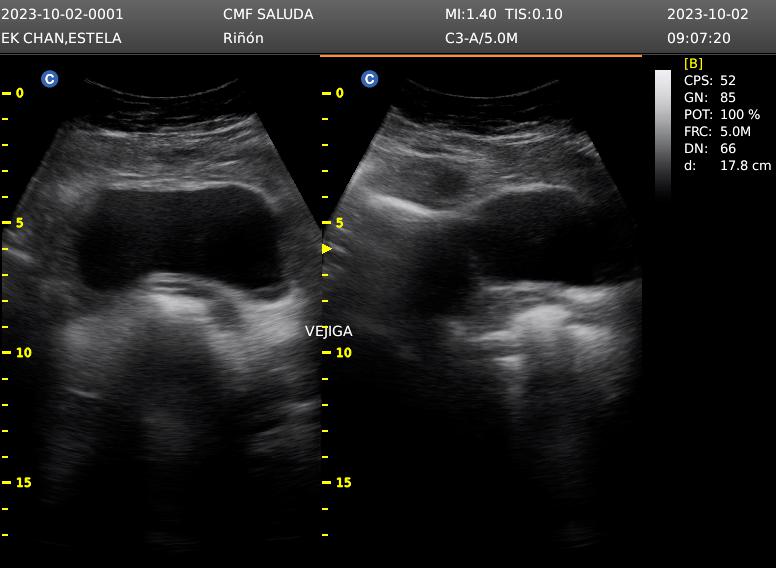 2023-10-02-0001 CMF SALUDA MI:1.40 TIS:0.10 2023-10-02
EK CHAN,ESTELA Riñón C3-A/5.0M 09:07:20
[B]
CPS: 52
GN: 85
POT: 100 %
FRC: 5.0M
DN: 66
d: 17.8 cm
C C
0 0
5 5
VEJIGA
10 10
15 15